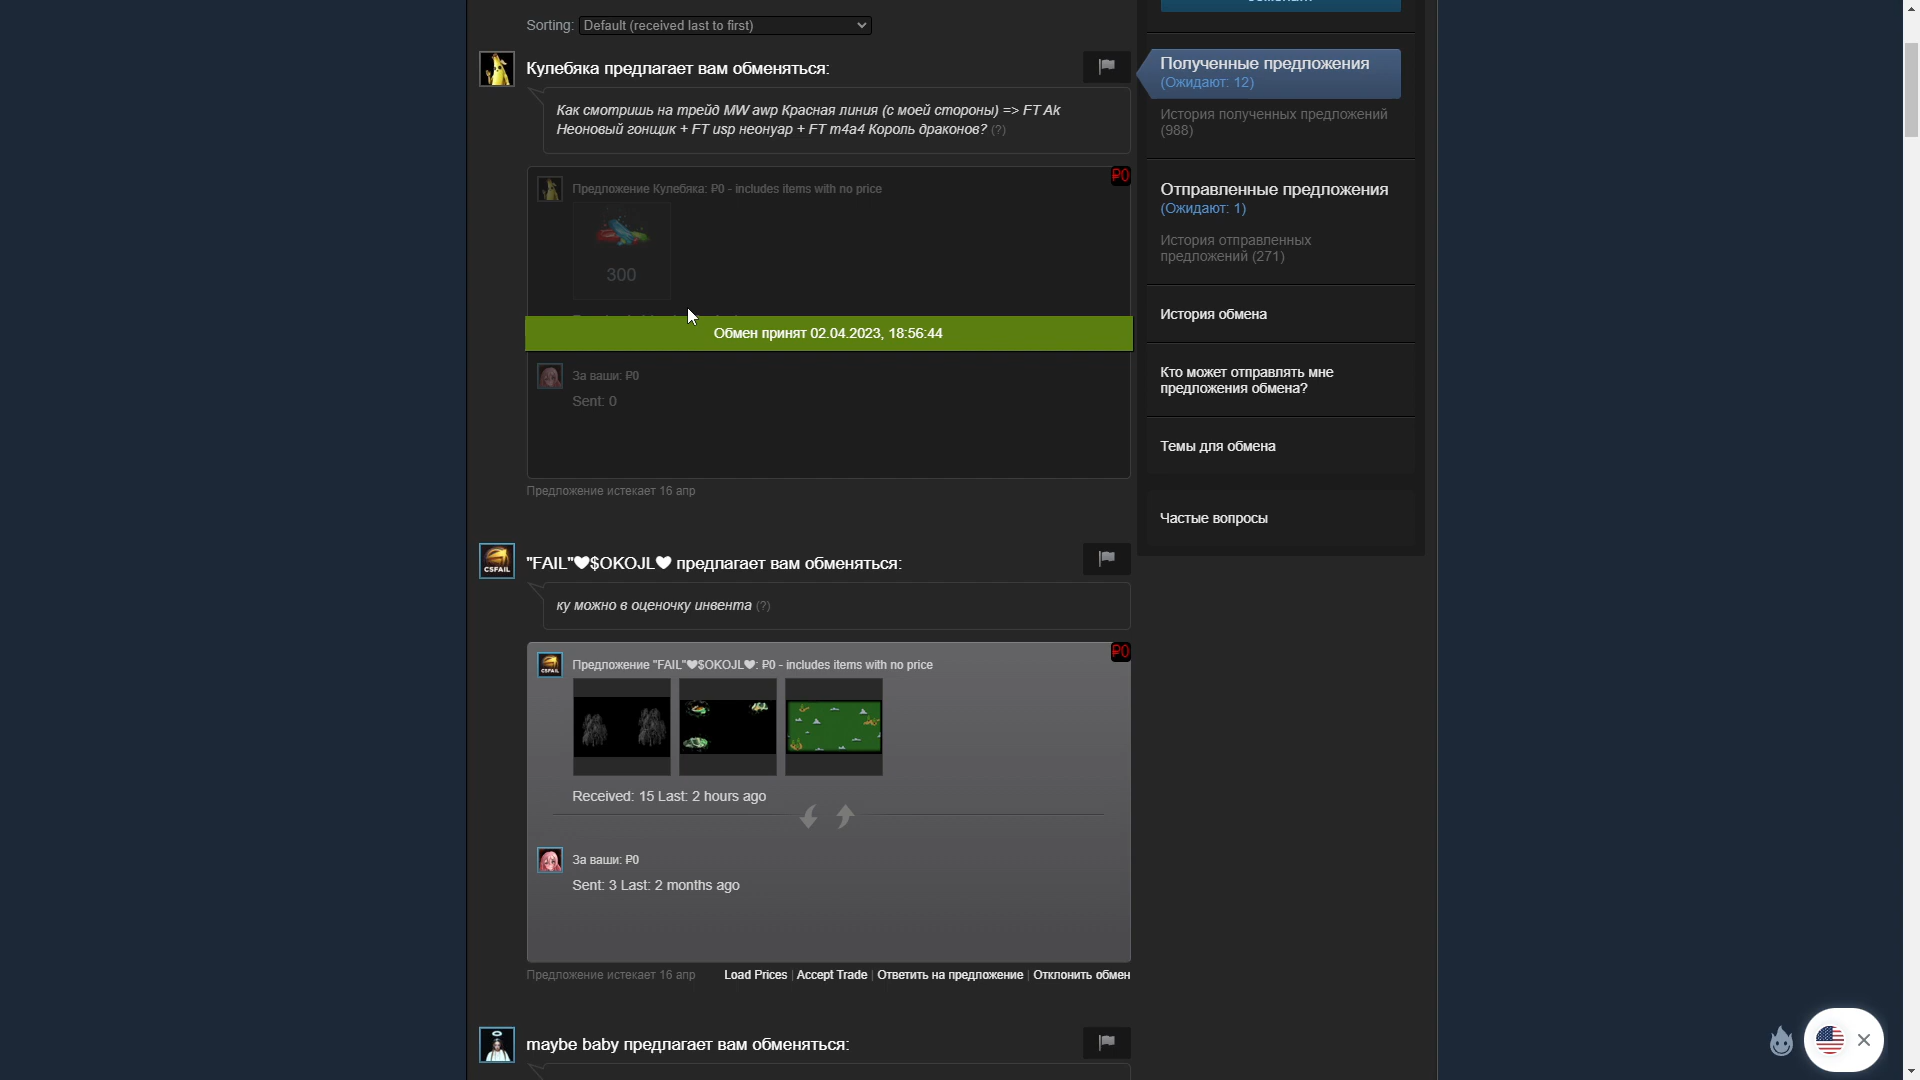 Sorting: Default (received last to first)
Кулебяка предлагает вам обменяться:
Как смотришь на трейд MW awp Красная линия (с моей стороны) => FT Ak
Неоновый гонщик + FT usp неонуар + FT m4a4 Король драконов? (?)
₽0
Предложение Кулебяка: ₽0 - includes items with no price
300
Обмен принят 02.04.2023, 18:56:44
За ваши: ₽0
Sent: 0
Предложение истекает 16 апр
CSFAIL
"FAIL"♥$OKOJL♥ предлагает вам обменяться:
ку можно в оценочку инвента (?)
₽0
CSFAIL
Предложение "FAIL"♥$OKOJL♥: ₽0 - includes items with no price
Received: 15 Last: 2 hours ago
За ваши: ₽0
Sent: 3 Last: 2 months ago
Предложение истекает 16 апр
Load Prices | Accept Trade | Ответить на предложение | Отклонить обмен
maybe baby предлагает вам обменяться:
Полученные предложения
(Ожидают: 12)
История полученных предложений
(988)
Отправленные предложения
(Ожидают: 1)
История отправленных
предложений (271)
История обмена
Кто может отправлять мне
предложения обмена?
Темы для обмена
Частые вопросы